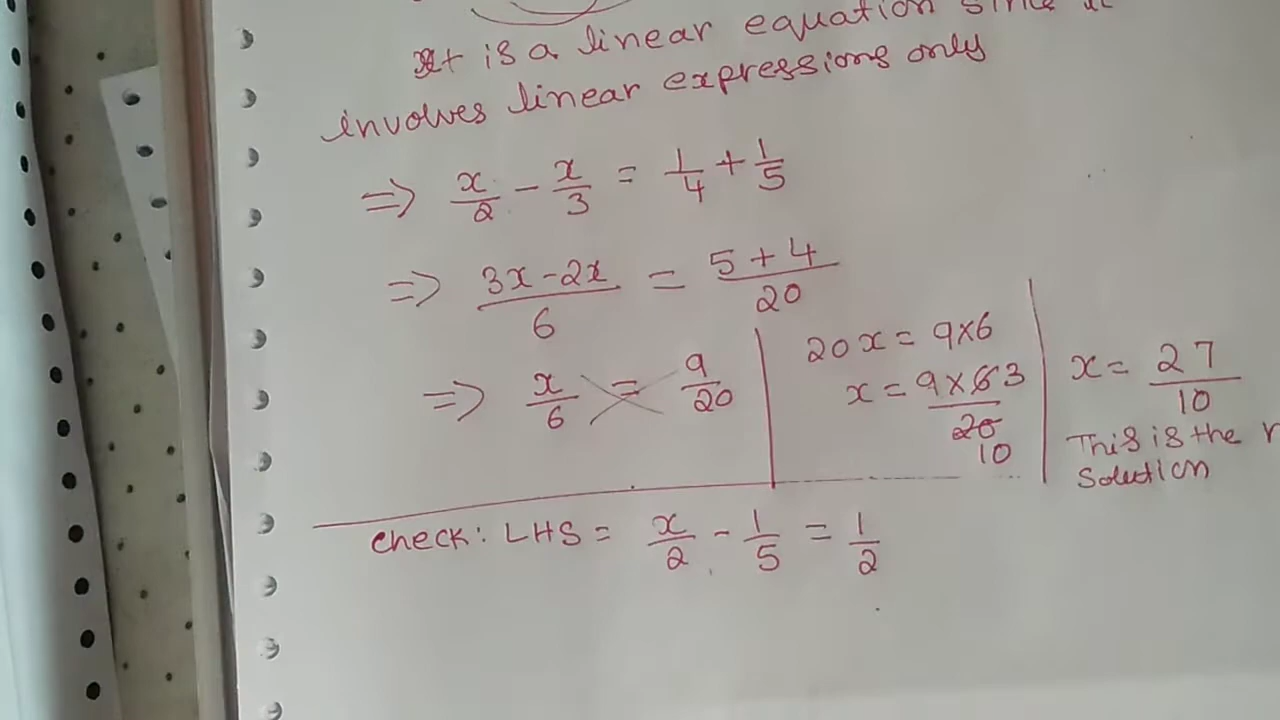 It is a linear equation since it
involves linear expressions only
⇒ x/2 - x/3 = 1/4 + 1/5
⇒ (3x - 2x)/6 = (5 + 4)/20
⇒ x/6 = 9/20
20x = 9×6
x = 9×6 3
20
10
x = 27/10
This is the
Solution
check: LHS = x/2 - 1/5 = 1/2